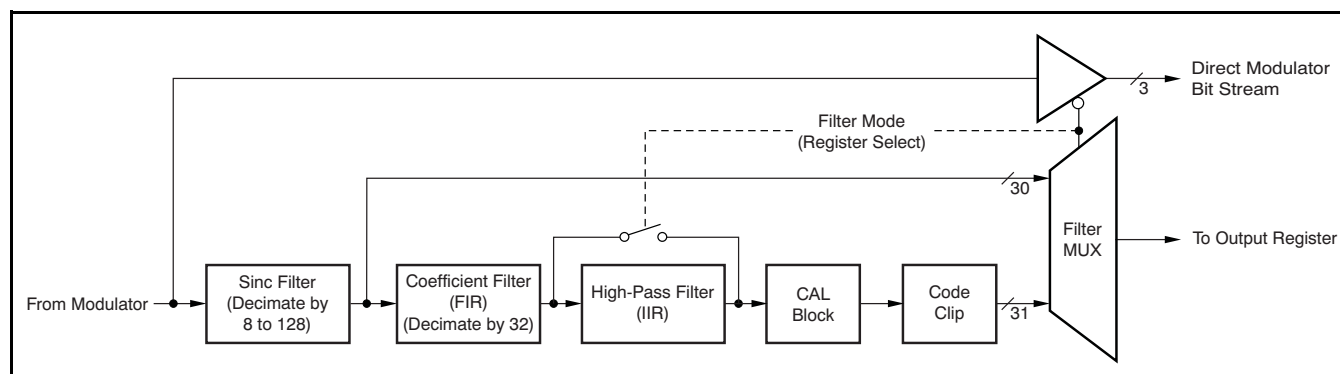 Direct Modulator
Bit Stream
3
Filter Mode
(Register Select)
30
Filter
MUX
To Output Register
From Modulator
Sinc Filter
(Decimate by
8 to 128)
Coefficient Filter
(FIR)
(Decimate by 32)
High-Pass Filter
(IIR)
CAL
Block
Code
Clip
31